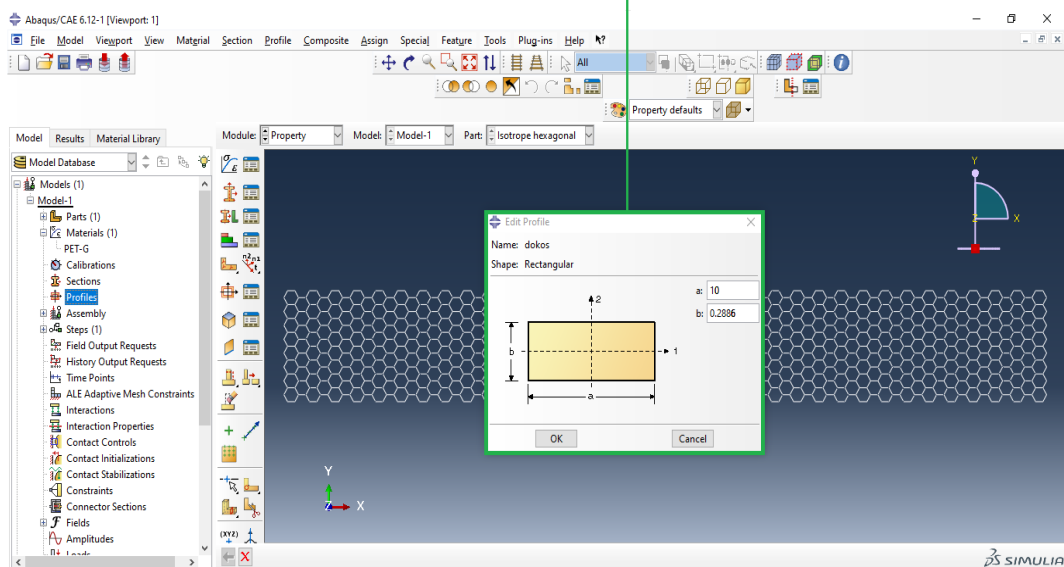 Abaqus/CAE 6.12-1 [Viewport: 1]
File Model Viewport View Material Section Profile Composite Assign Special Feature Tools Plug-ins Help
All
Property defaults
Model Results Material Library
Module: Property Model: Model-1 Part: Isotrope hexagonal
Model Database
Models (1)
Model-1
Parts (1)
Materials (1)
PET-G
Calibrations
Sections
Profiles
Assembly
Steps (1)
Field Output Requests
History Output Requests
Time Points
ALE Adaptive Mesh Constraints
Interactions
Interaction Properties
Contact Controls
Contact Initializations
Contact Stabilizations
Constraints
Connector Sections
Fields
Amplitudes
Loads
(XYZ)
Edit Profile
Name: dokos
Shape: Rectangular
a: 10
b: 0.2886
2
1
b
a
OK Cancel
Y
Z X
Y
Z X
SIMULIA